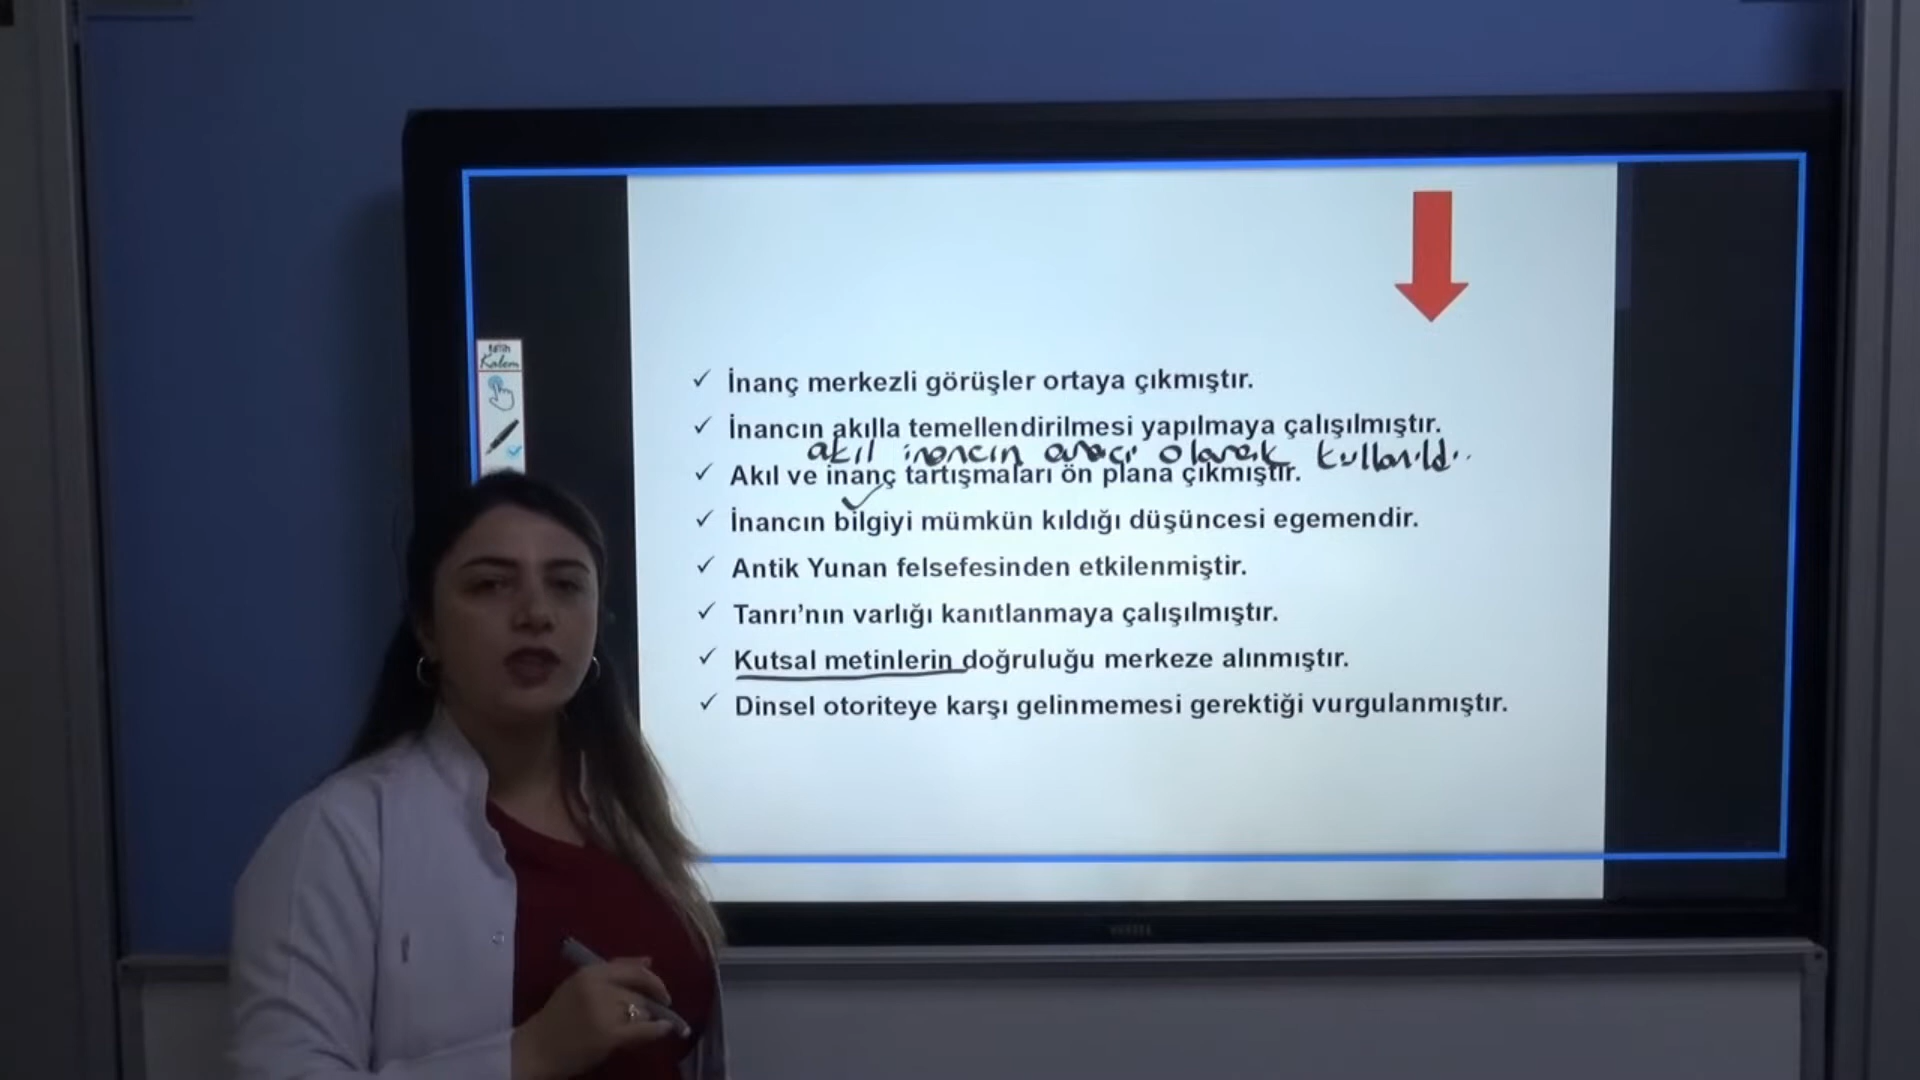 Kalem
✓ İnanç merkezli görüşler ortaya çıkmıştır.
✓ İnancın akılla temellendirilmesi yapılmaya çalışılmıştır.
akıl inancın aracı olarak kullanıldı..
✓ Akıl ve inanç tartışmaları ön plana çıkmıştır.
✓ İnancın bilgiyi mümkün kıldığı düşüncesi egemendir.
✓ Antik Yunan felsefesinden etkilenmiştir.
✓ Tanrı’nın varlığı kanıtlanmaya çalışılmıştır.
✓ Kutsal metinlerin doğruluğu merkeze alınmıştır.
✓ Dinsel otoriteye karşı gelinmemesi gerektiği vurgulanmıştır.